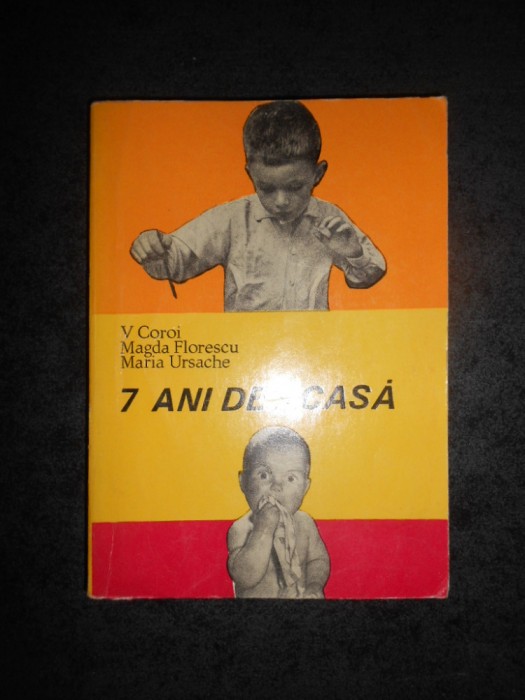 V Coroi
Magda Florescu
Maria Ursache
7 ANI DE ACASĂ